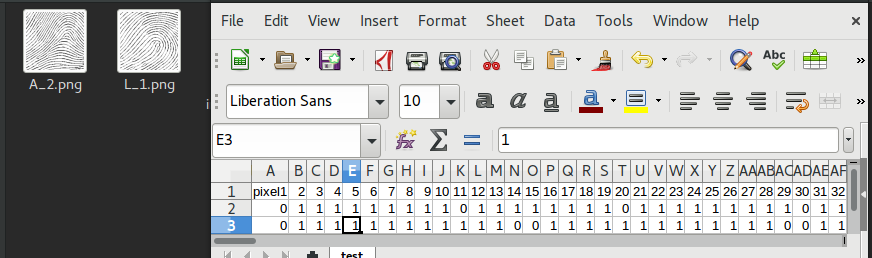 File Edit View Insert Format Sheet Data Tools Window Help
A_2.png L_1.png
Liberation Sans 10
E3 1
A B C D E F G H I J K L M N O P Q R S T U V W X Y Z AA AB AC AD AE AF
1 pixel1 2 3 4 5 6 7 8 9 10 11 12 13 14 15 16 17 18 19 20 21 22 23 24 25 26 27 28 29 30 31 32
2 0 1 1 1 1 1 1 1 1 1 0 1 1 1 1 1 1 1 1 0 1 1 1 1 1 1 1 1 1 0 1 1
3 0 1 1 1 1 1 1 1 1 1 1 1 1 0 0 1 1 1 1 1 1 1 1 1 1 1 1 1 0 0 1 1
test